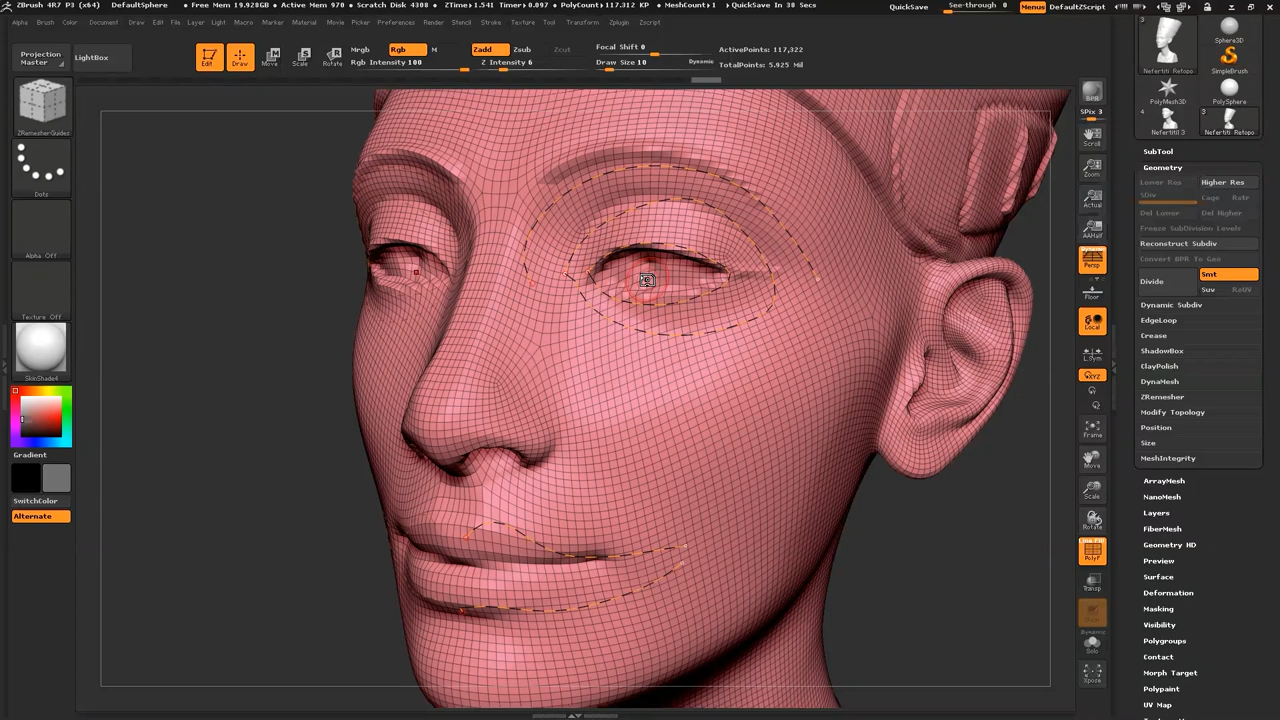 ZBrush 4R7 P3 (x64) DefaultSphere • Free Mem 19.928GB • Active Mem 970 • Scratch Disk 4308 • ZTime▸1.541 Timer▸0.097 • PolyCount▸117.312 KP • MeshCount▸1 QuickSave In 38 Secs QuickSave See-through 0 Menus DefaultZScript
Alpha Brush Color Document Draw Edit File Layer Light Macro Marker Material Movie Picker Preferences Render Stencil Stroke Texture Tool Transform Zplugin Zscript
Projection Master
LightBox
Edit
Draw
Move
Scale
Rotate
Mrgb Rgb M
Rgb Intensity 100
Zadd Zsub Zcut
Z Intensity 6
Focal Shift 0
Draw Size 10
Dynamic
ActivePoints: 117,322
TotalPoints: 5.925 Mil
ZRemesherGuides
Dots
Alpha Off
Texture Off
SkinShade4
Gradient
SwitchColor
Alternate
BPR
SPix 3
Scroll
Zoom
Actual
AAHalf
Dynamic
Persp
Floor
Local
L.Sym
XYZ
Frame
Move
Scale
Rotate
Line Fill
PolyF
Transp
Dynamic
Solo
Xpose
3
Nefertiti Retopo
Sphere3D
SimpleBrush
PolyMesh3D
PolySphere
4
Nefertiti 3
3
Nefertiti Retopo
SubTool
Geometry
Lower Res Higher Res
SDiv Cage Rstr
Del Lower Del Higher
Freeze SubDivision Levels
Reconstruct Subdiv
Convert BPR To Geo
Divide Smt
Suv ReUV
Dynamic Subdiv
EdgeLoop
Crease
ShadowBox
ClayPolish
DynaMesh
ZRemesher
Modify Topology
Position
Size
MeshIntegrity
ArrayMesh
NanoMesh
Layers
FiberMesh
Geometry HD
Preview
Surface
Deformation
Masking
Visibility
Polygroups
Contact
Morph Target
Polypaint
UV Map